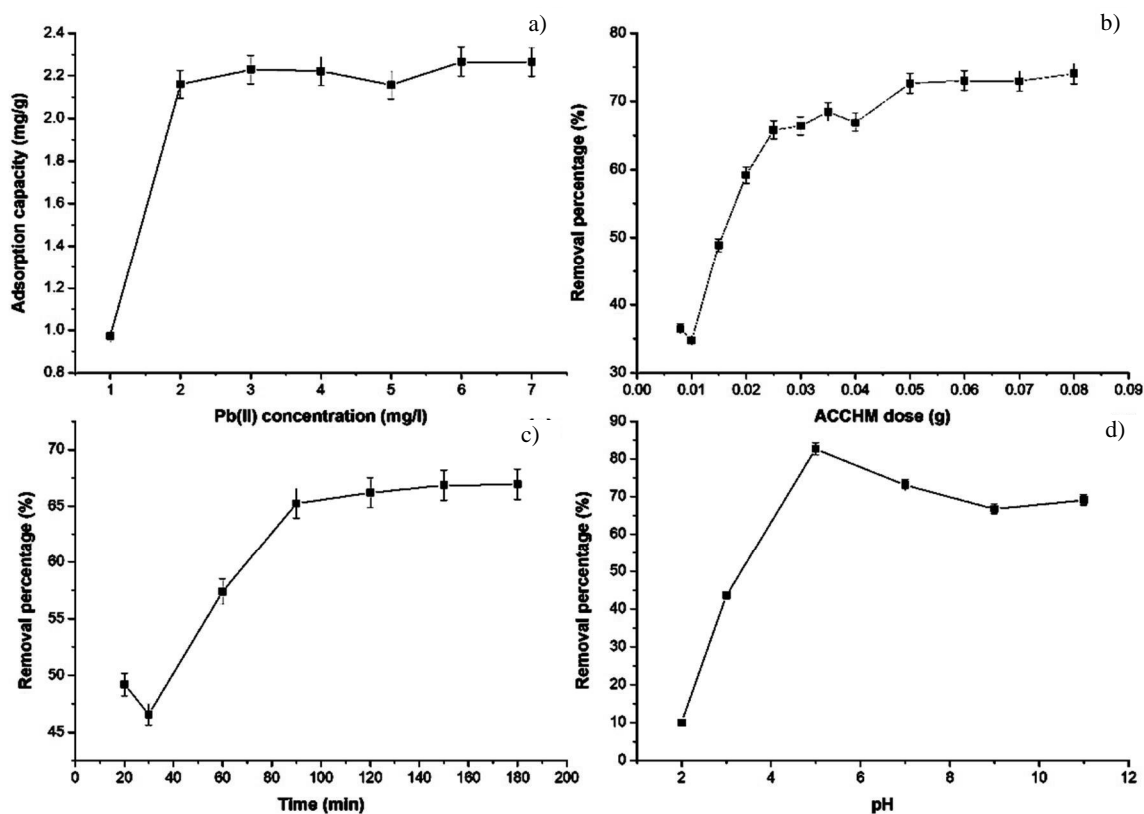 a)
Adsorption capacity (mg/g)
2.4
2.2
2.0
1.8
1.6
1.4
1.2
1.0
0.8
1 2 3 4 5 6 7
Pb(II) concentration (mg/l)
b)
Removal percentage (%)
80
70
60
50
40
30
0.00 0.01 0.02 0.03 0.04 0.05 0.06 0.07 0.08 0.09
ACCHM dose (g)
c)
Removal percentage (%)
70
65
60
55
50
45
0 20 40 60 80 100 120 140 160 180 200
Time (min)
d)
Removal percentage (%)
90
80
70
60
50
40
30
20
10
0
2 4 6 8 10 12
pH